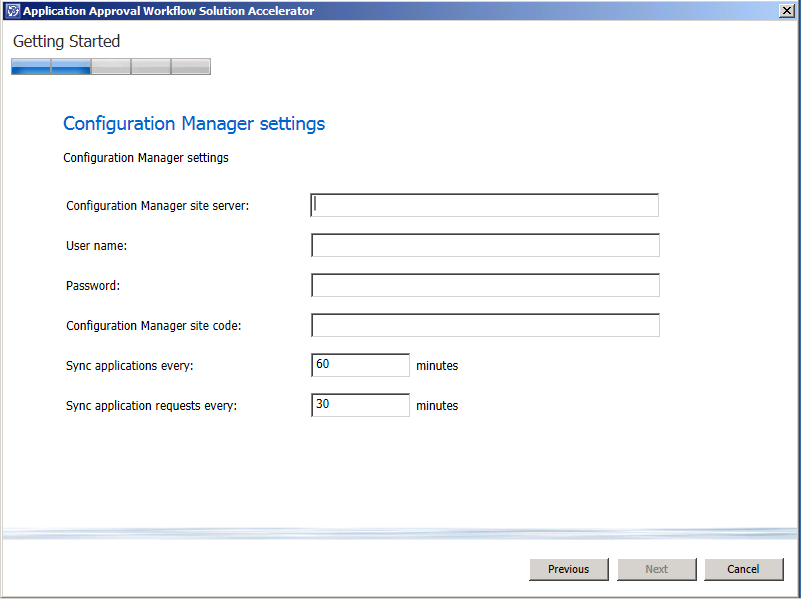 Application Approval Workflow Solution Accelerator
Getting Started
Configuration Manager settings
Configuration Manager settings
Configuration Manager site server:
User name:
Password:
Configuration Manager site code:
Sync applications every: 60 minutes
Sync application requests every: 30 minutes
Previous Next Cancel